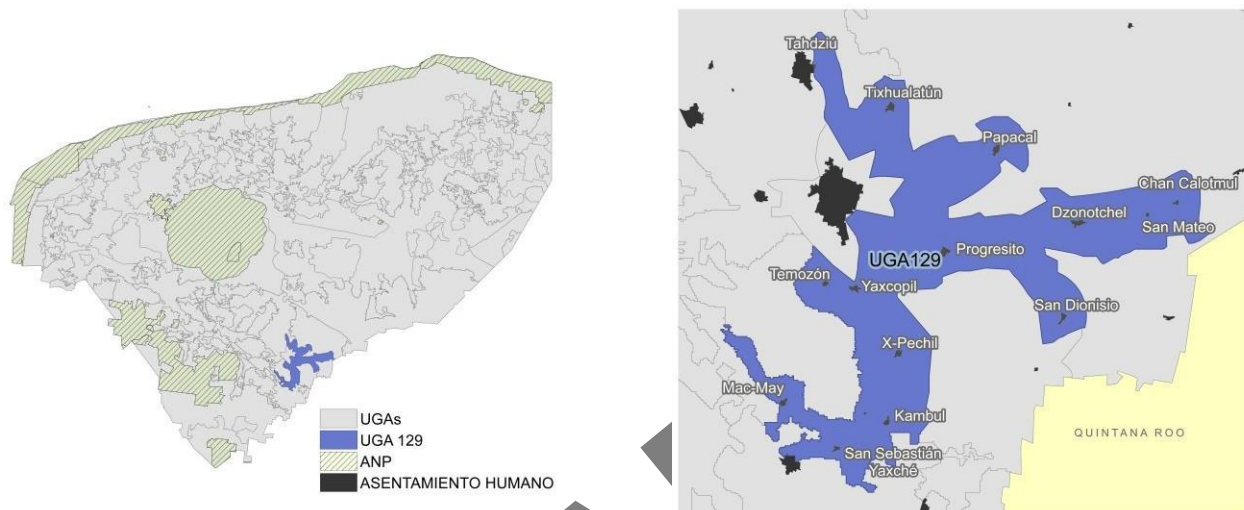 UGAs
UGA 129
ANP
ASENTAMIENTO HUMANO
Tahdziú
Tixhualatún
Papacal
Chan Calotmul
Dzonotchel
San Mateo
Progresito
UGA129
Temozón
Yaxcopil
San Dionisio
X-Pechil
Mac-May
Kambul
QUINTANA ROO
San Sebastián
Yaxché